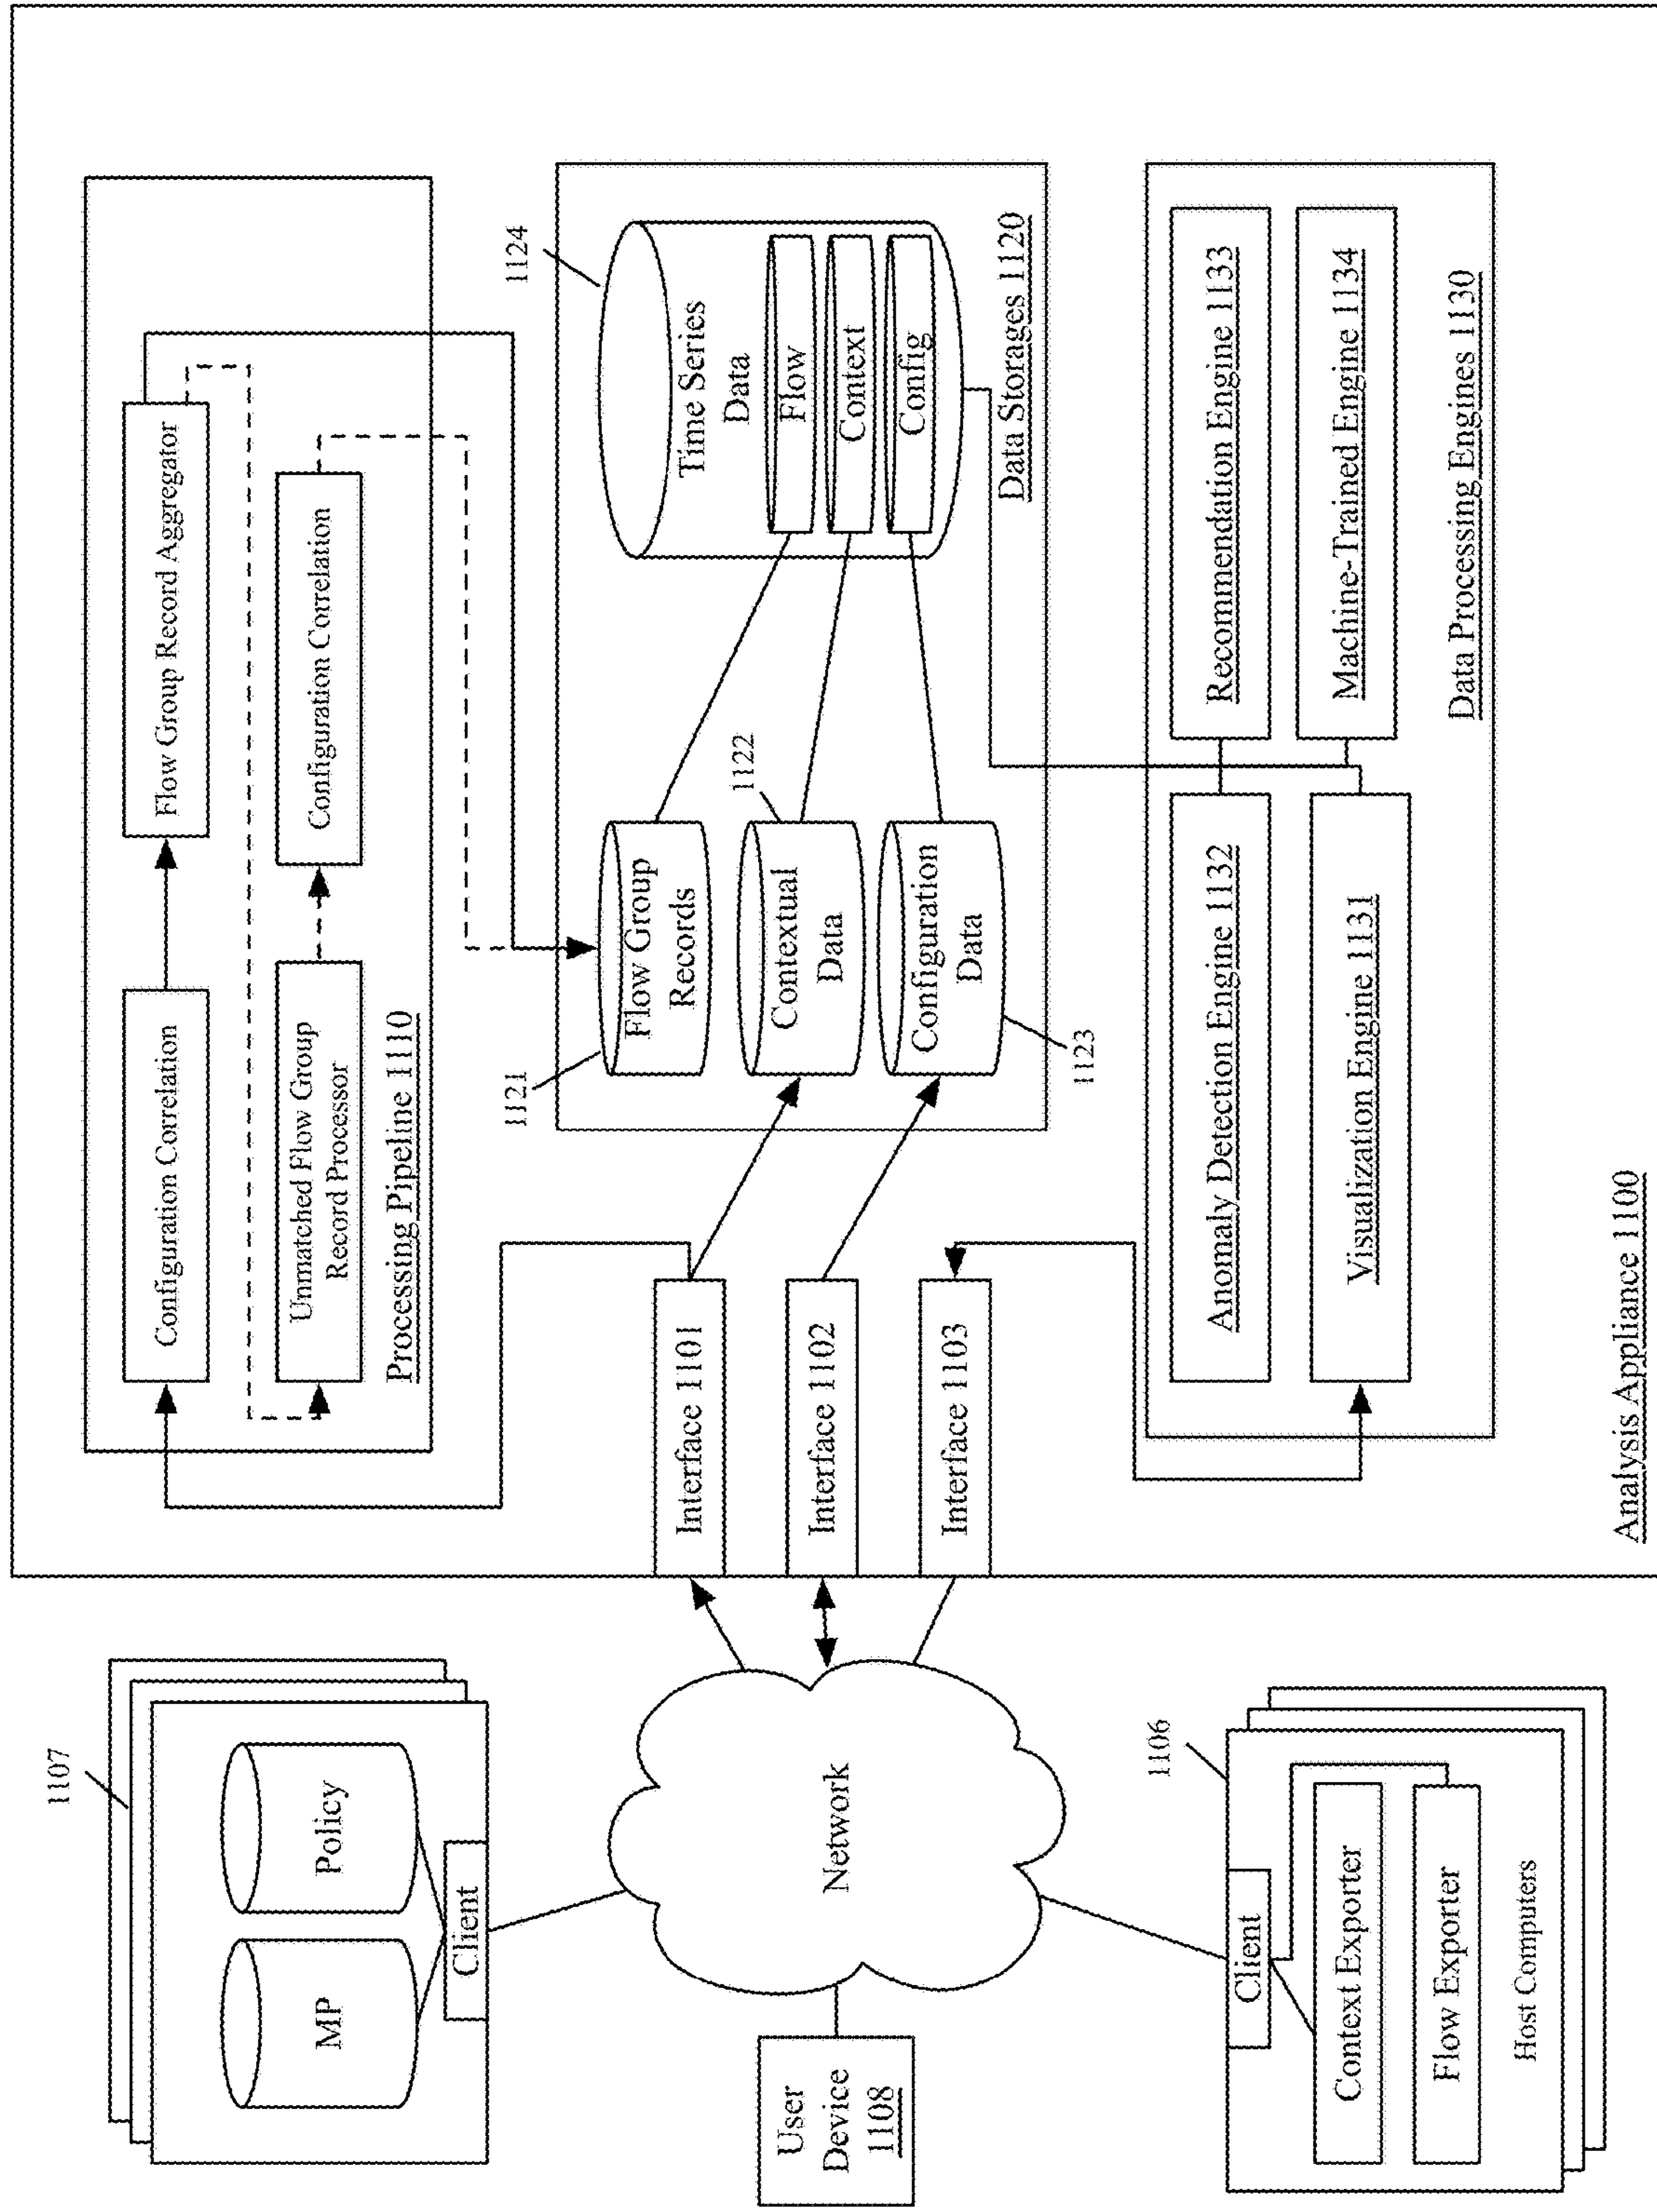 1107
MP
Policy
Client
User
Device
1108
Network
1106
Client
Context Exporter
Flow Exporter
Host Computers
Interface 1101
Interface 1102
Interface 1103
Configuration Correlation
Flow Group Record Aggregator
Unmatched Flow Group
Record Processor
Configuration Correlation
Processing Pipeline 1110
1121
Flow Group
Records
1122
Contextual
Data
Configuration
Data
1123
1124
Time Series
Data
Flow
Context
Config
Data Storages 1120
Anomaly Detection Engine 1132
Recommendation Engine 1133
Visualization Engine 1131
Machine-Trained Engine 1134
Data Processing Engines 1130
Analysis Appliance 1100